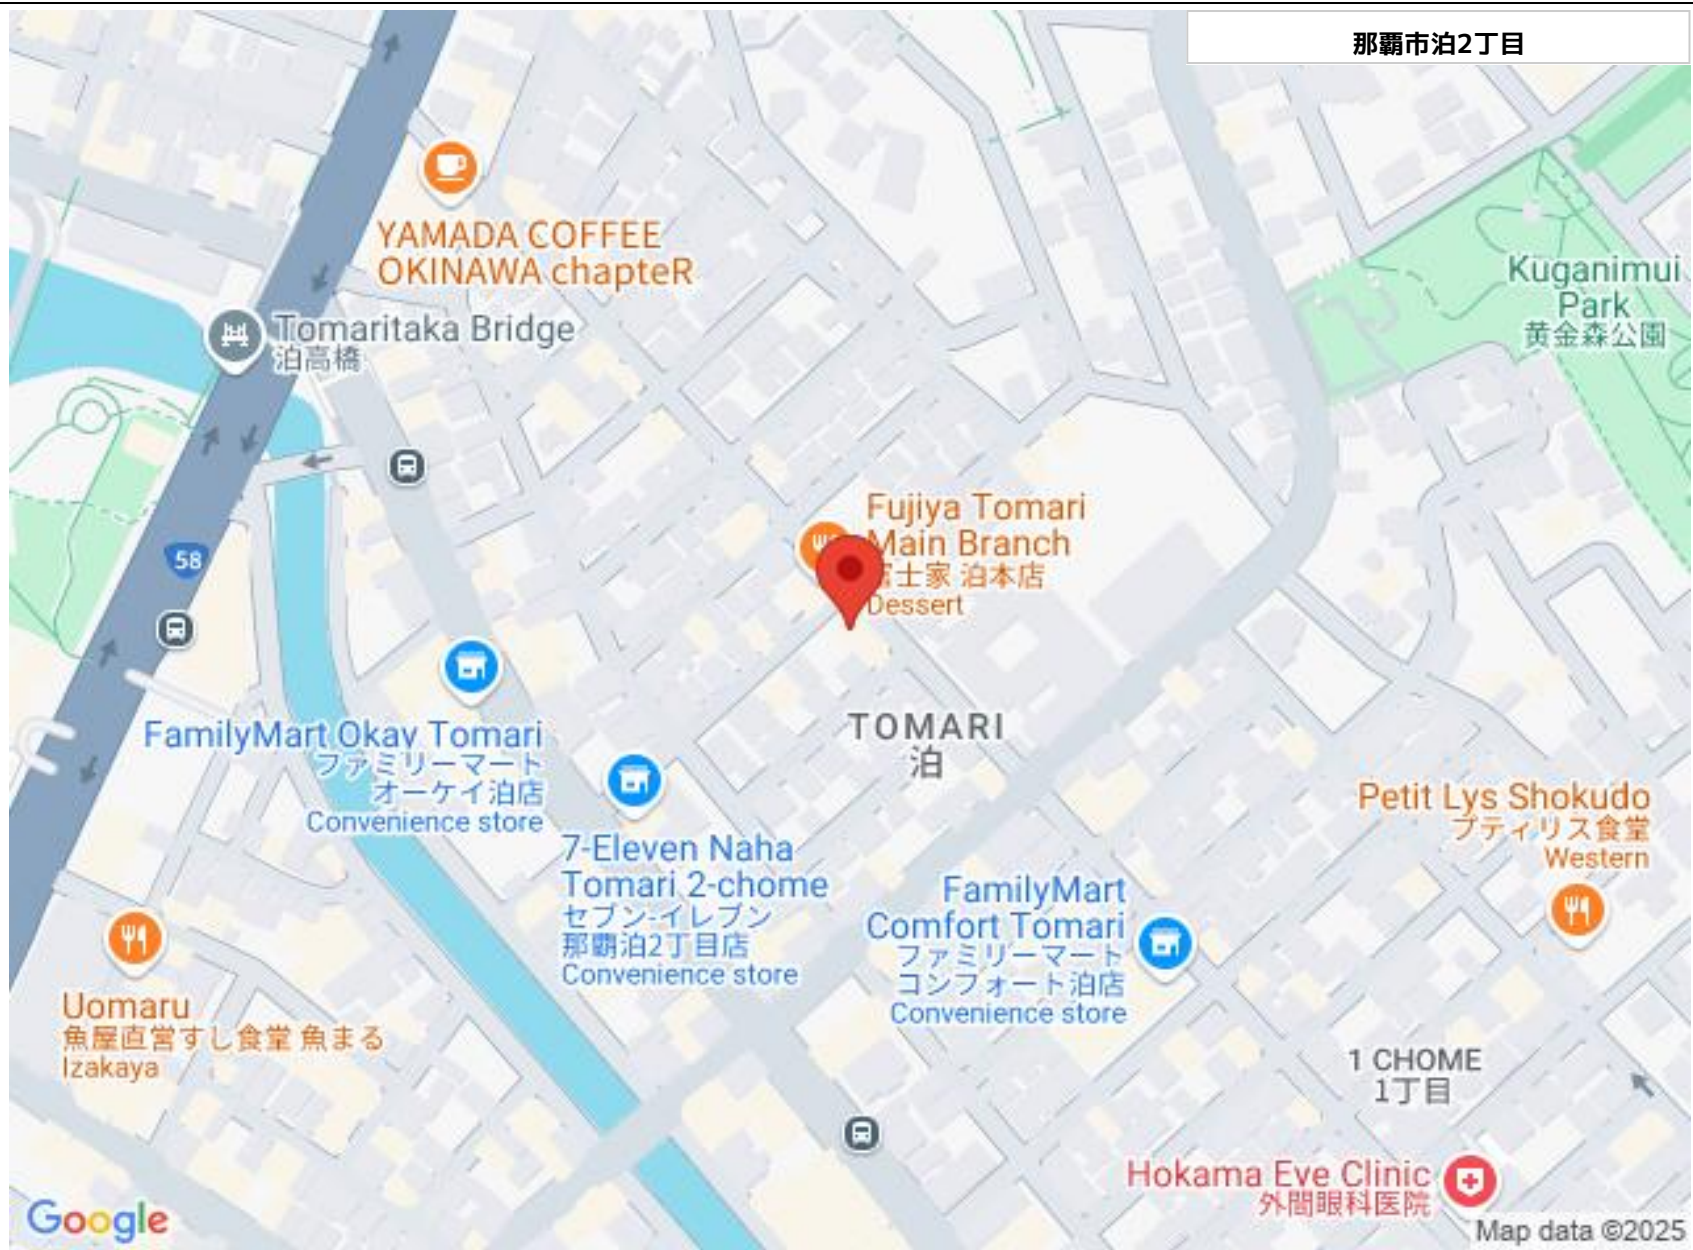 那覇市泊2丁目
YAMADA COFFEE
OKINAWA chapteR
Kuganimui
Park
黄金森公園
Tomaritaka Bridge
泊高橋
Fujiya Tomari
Main Branch
富士家 泊本店
Dessert
58
FamilyMart Okay Tomari
ファミリーマート
オーケイ泊店
Convenience store
TOMARI
泊
7-Eleven Naha
Tomari 2-chome
セブン-イレブン
那覇泊2丁目店
Convenience store
Petit Lys Shokudo
プティリス食堂
Western
FamilyMart
Comfort Tomari
ファミリーマート
コンフォート泊店
Convenience store
Uomaru
魚屋直営すし食堂 魚まる
Izakaya
1 CHOME
1丁目
Hokama Eye Clinic
外間眼科医院
Google
Map data ©2025